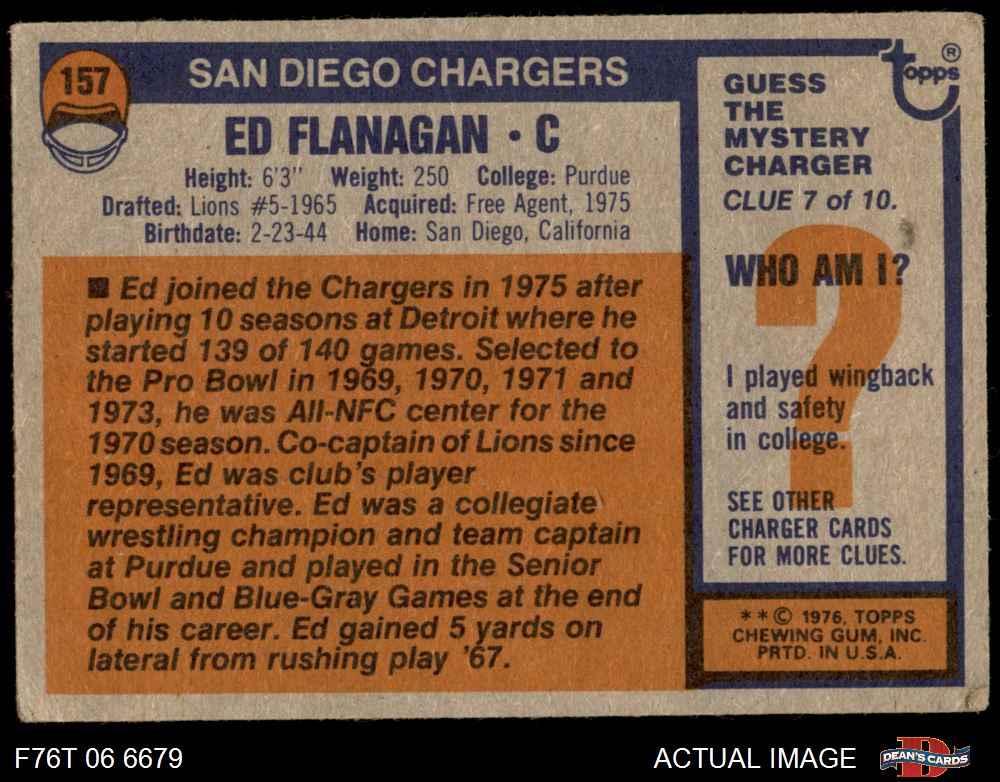 157
SAN DIEGO CHARGERS
ED FLANAGAN • C
Height: 6'3" Weight: 250 College: Purdue
Drafted: Lions #5-1965 Acquired: Free Agent, 1975
Birthdate: 2-23-44 Home: San Diego, California
■ Ed joined the Chargers in 1975 after
playing 10 seasons at Detroit where he
started 139 of 140 games. Selected to
the Pro Bowl in 1969, 1970, 1971 and
1973, he was All-NFC center for the
1970 season. Co-captain of Lions since
1969, Ed was club's player
representative. Ed was a collegiate
wrestling champion and team captain
at Purdue and played in the Senior
Bowl and Blue-Gray Games at the end
of his career. Ed gained 5 yards on
lateral from rushing play '67.
topps ®
GUESS
THE
MYSTERY
CHARGER
CLUE 7 of 10.
WHO AM I?
?
I played wingback
and safety
in college.
SEE OTHER
CHARGER CARDS
FOR MORE CLUES.
* * © 1976, TOPPS
CHEWING GUM, INC.
PRTD. IN U.S.A.
F76T 06 6679
ACTUAL IMAGE
D
DEAN'S CARDS